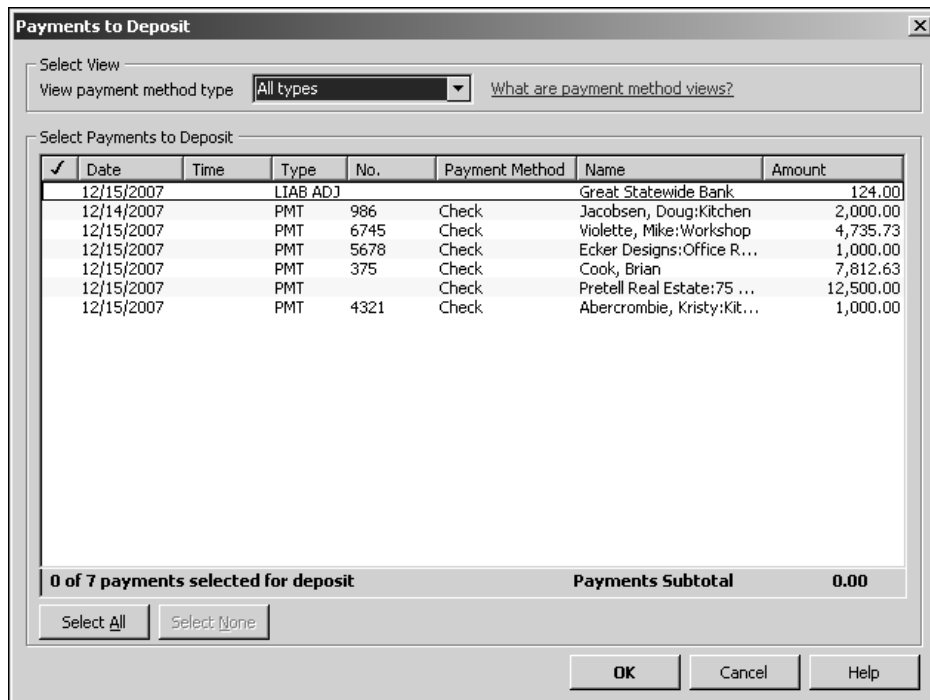 Payments to Deposit
Select View
View payment method type All types What are payment method views?
Select Payments to Deposit
✓ Date Time Type No. Payment Method Name Amount
12/15/2007 LIAB ADJ Great Statewide Bank 124.00
12/14/2007 PMT 986 Check Jacobsen, Doug:Kitchen 2,000.00
12/15/2007 PMT 6745 Check Violette, Mike:Workshop 4,735.73
12/15/2007 PMT 5678 Check Ecker Designs:Office R... 1,000.00
12/15/2007 PMT 375 Check Cook, Brian 7,812.63
12/15/2007 PMT Check Pretell Real Estate:75 ... 12,500.00
12/15/2007 PMT 4321 Check Abercrombie, Kristy:Kit... 1,000.00
0 of 7 payments selected for deposit Payments Subtotal 0.00
Select All Select None
OK Cancel Help